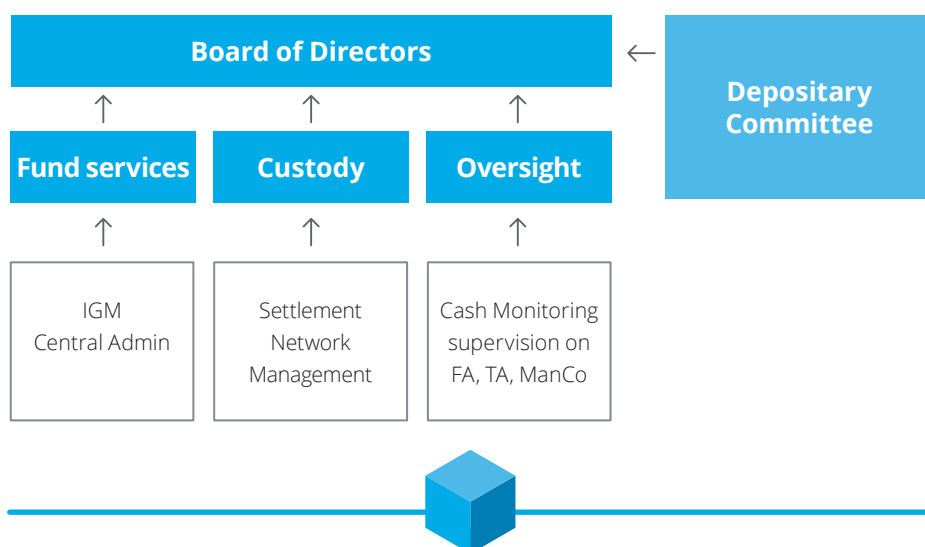 Board of Directors
Depositary
Committee
Fund services
Custody
Oversight
IGM
Central Admin
Settlement
Network
Management
Cash Monitoring
supervision on
FA, TA, ManCo